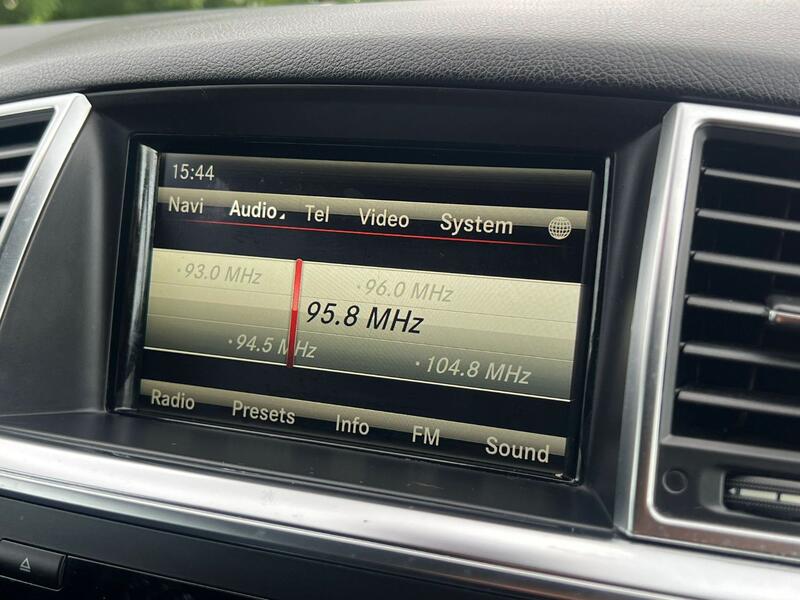 15:44
Navi Audio Tel Video System
93.0 MHz 96.0 MHz
95.8 MHz
94.5 MHz 104.8 MHz
Radio Presets Info FM Sound